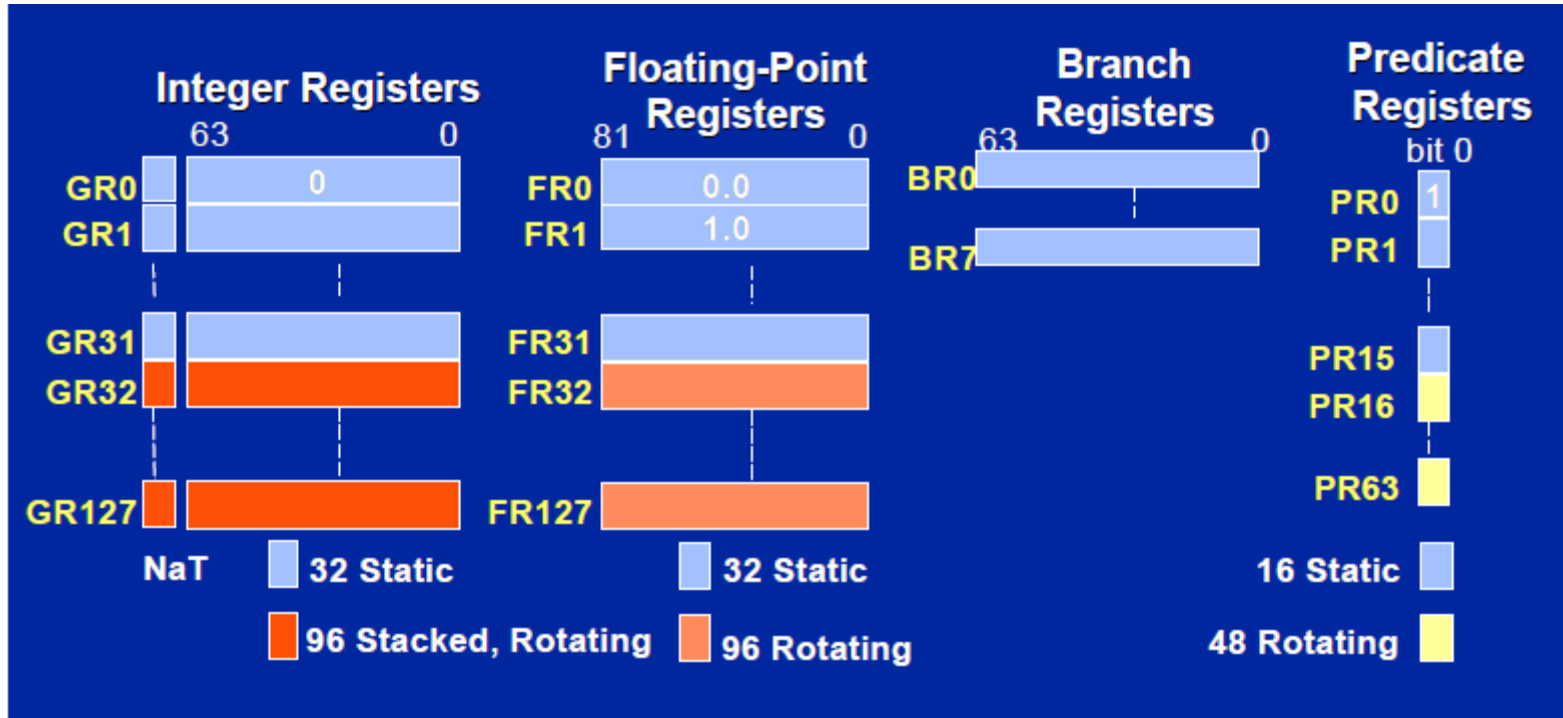 Integer Registers
63 0
GR0 0
GR1
GR31
GR32
GR127
NaT
32 Static
96 Stacked, Rotating
Floating-Point
Registers
81 0
FR0 0.0
FR1 1.0
FR31
FR32
FR127
32 Static
96 Rotating
Branch
Registers
63 0
BR0
BR7
Predicate
Registers
bit 0
PR0 1
PR1
PR15
PR16
PR63
16 Static
48 Rotating